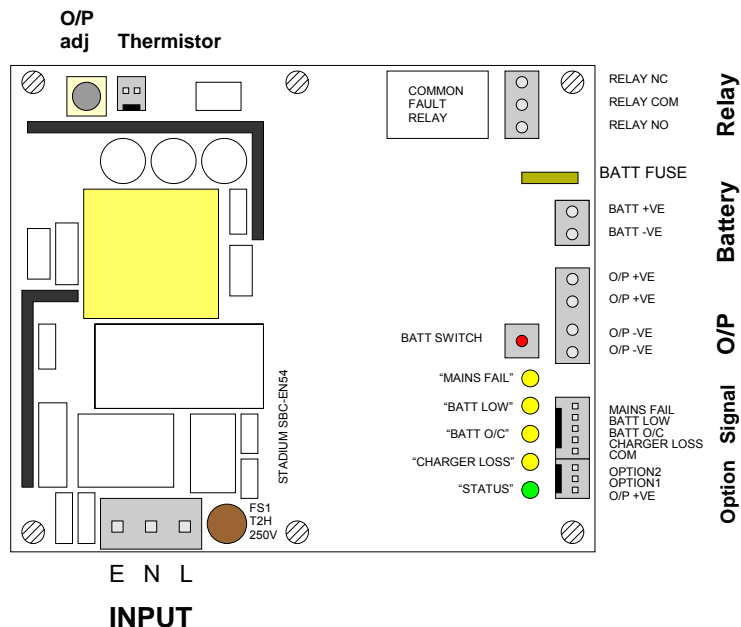 O/P
adj
Thermistor
COMMON
FAULT
RELAY
RELAY NC
RELAY COM
RELAY NO
Relay
BATT FUSE
BATT +VE
BATT -VE
Battery
O/P +VE
O/P +VE
O/P -VE
O/P -VE
O/P
BATT SWITCH
"MAINS FAIL"
"BATT LOW"
"BATT O/C"
"CHARGER LOSS"
"STATUS"
MAINS FAIL
BATT LOW
BATT O/C
CHARGER LOSS
COM
Signal
OPTION2
OPTION1
O/P +VE
Option
STADIUM SBC-EN54
FS1
T2H
250V
E N L
INPUT